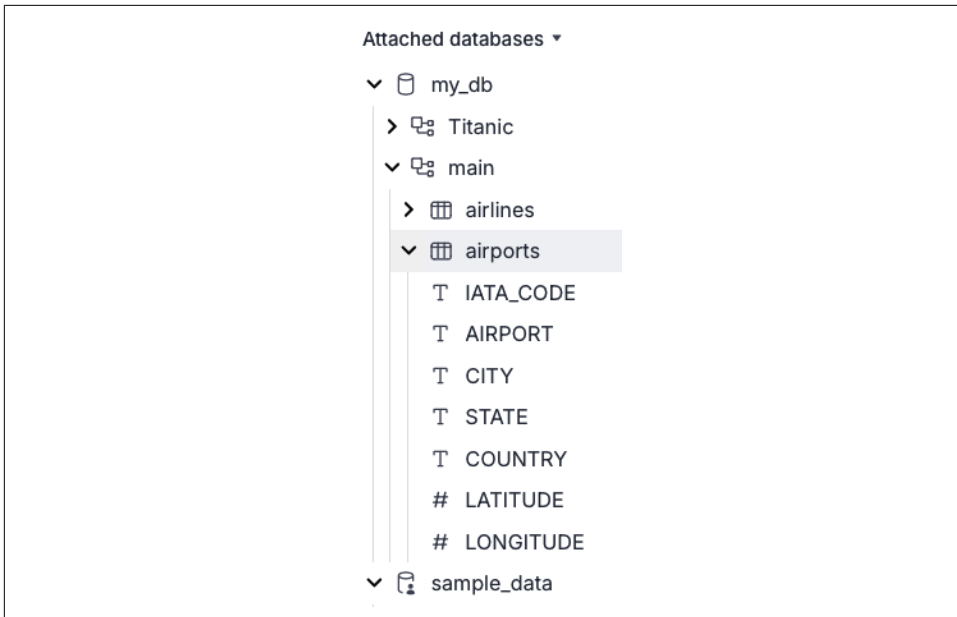 Attached databases
my_db
Titanic
main
airlines
airports
T IATA_CODE
T AIRPORT
T CITY
T STATE
T COUNTRY
# LATITUDE
# LONGITUDE
sample_data